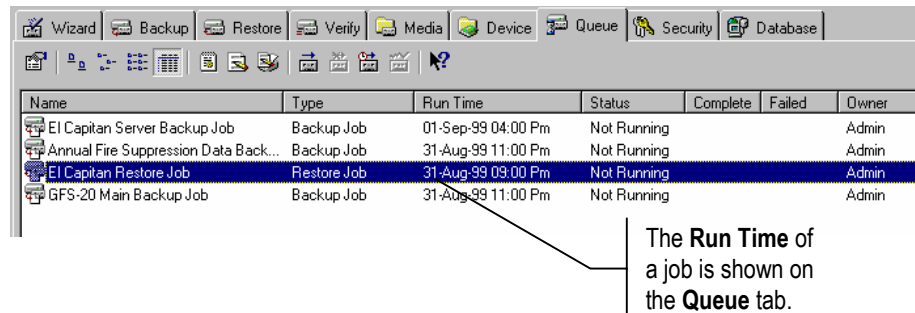 Wizard Backup Restore Verify Media Device Queue Security Database
Name Type Run Time Status Complete Failed Owner
El Capitan Server Backup Job Backup Job 01-Sep-99 04:00 Pm Not Running Admin
Annual Fire Suppression Data Back... Backup Job 31-Aug-99 11:00 Pm Not Running Admin
El Capitan Restore Job Restore Job 31-Aug-99 09:00 Pm Not Running Admin
GFS-20 Main Backup Job Backup Job 31-Aug-99 11:00 Pm Not Running Admin
The Run Time of
a job is shown on
the Queue tab.